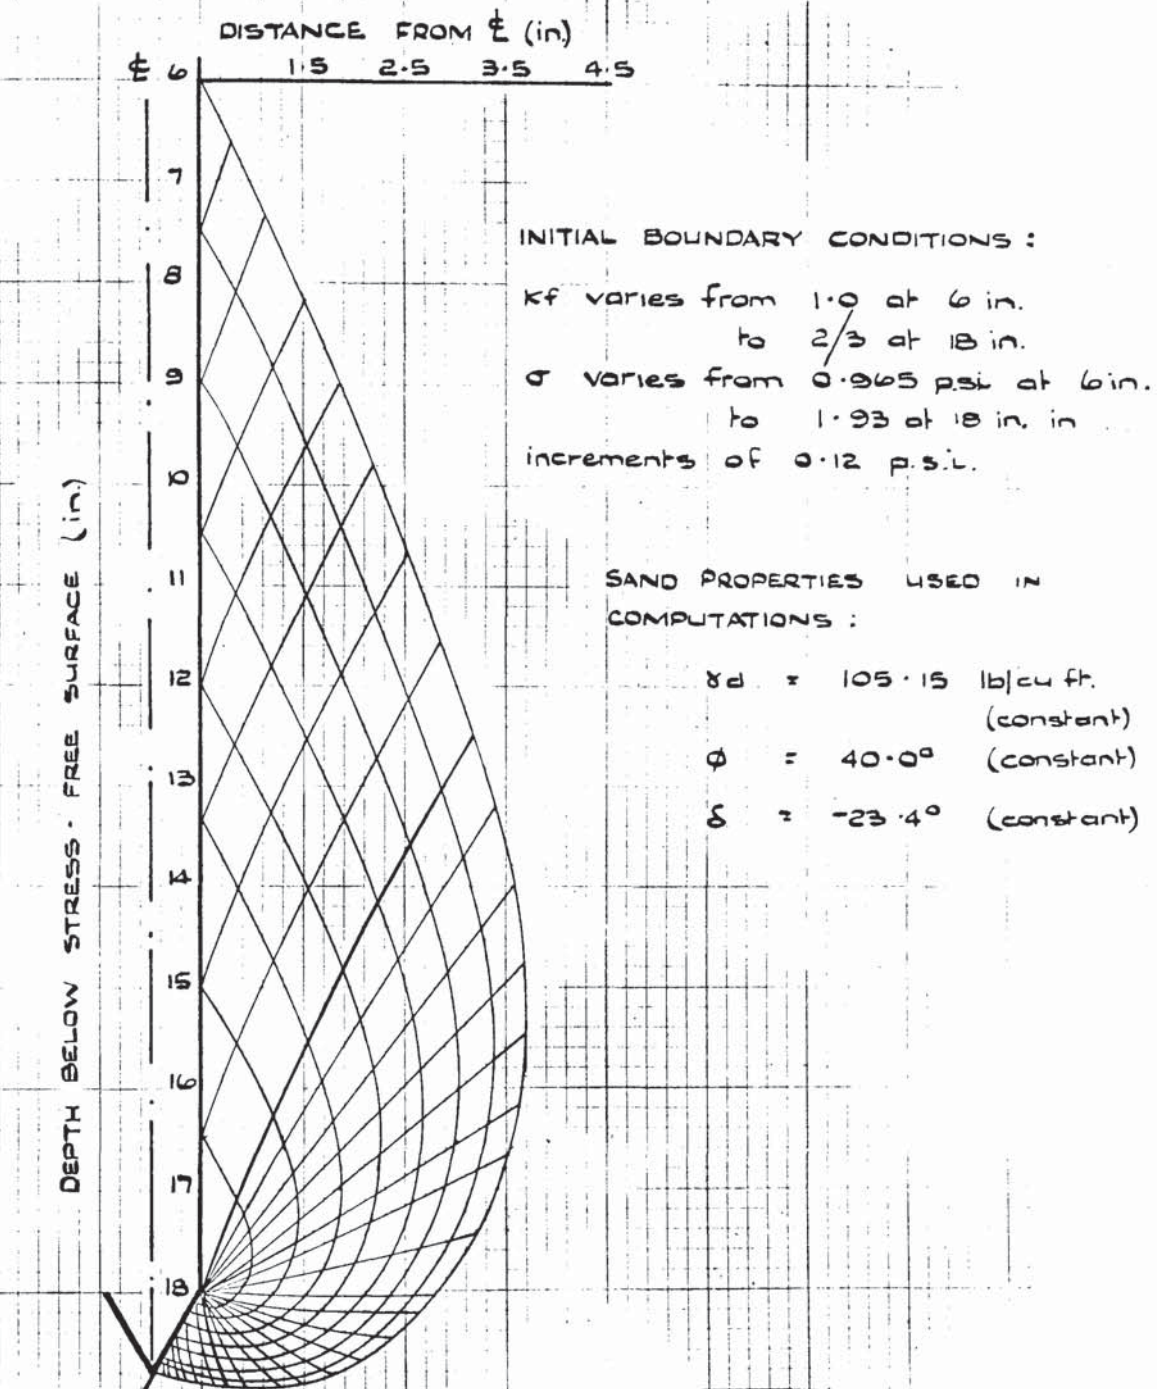 DISTANCE FROM ℄ (in.)
℄ 6 1.5 2.5 3.5 4.5
7
8
9
10
11
12
13
14
15
16
17
18
DEPTH BELOW STRESS - FREE SURFACE (in.)
INITIAL BOUNDARY CONDITIONS :
Kf varies from 1.0 at 6 in.
to 2/3 at 18 in.
σ varies from 0.965 psi at 6 in.
to 1.93 at 18 in. in
increments of 0.12 p.s.i.
SAND PROPERTIES USED IN
COMPUTATIONS :
γd = 105.15 lb/cu ft.
(constant)
φ = 40.0° (constant)
δ = -23.4° (constant)